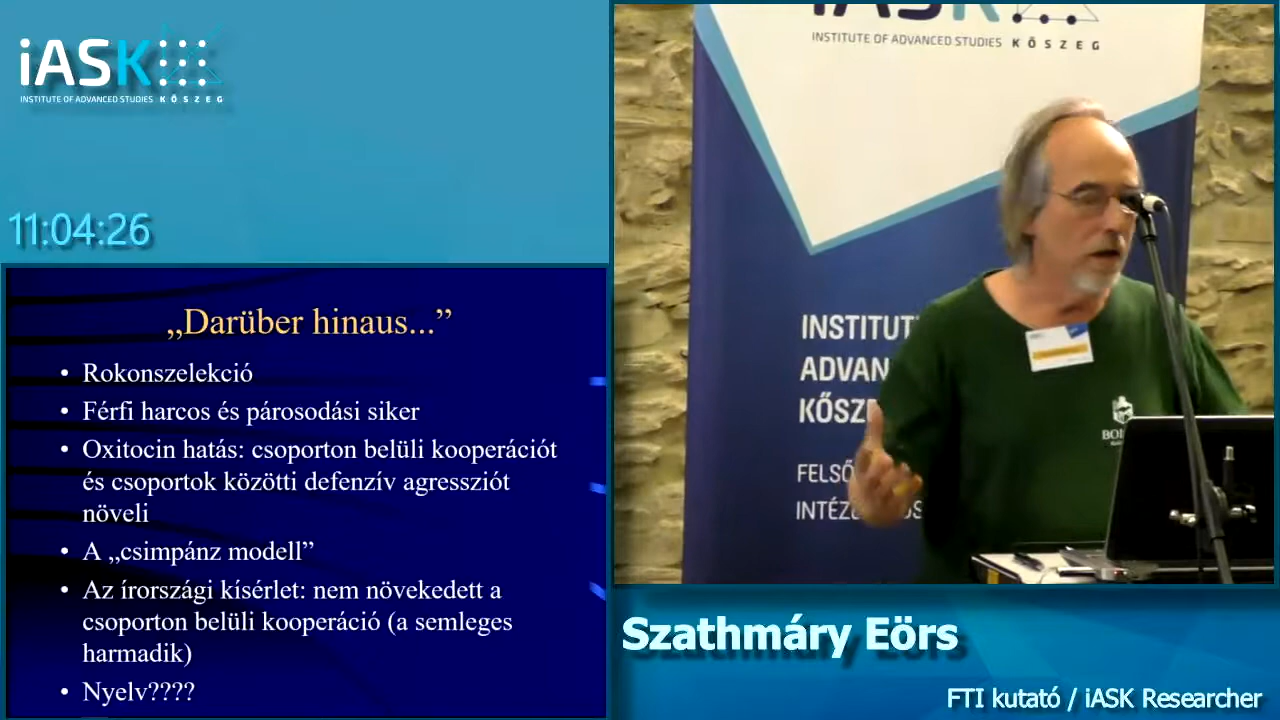 iASK
INSTITUTE OF ADVANCED STUDIES KŐSZEG
11:04:26
„Darüber hinaus...”
• Rokonszelekció
• Férfi harcos és párosodási siker
• Oxitocin hatás: csoporton belüli kooperációt
és csoportok közötti defenzív agressziót
növeli
• A „csimpánz modell”
• Az írországi kísérlet: nem növekedett a
csoporton belüli kooperáció (a semleges
harmadik)
• Nyelv????
iASK
INSTITUTE OF ADVANCED STUDIES KŐSZEG
INSTITUT
ADVAN
KŐSZ
FELSŐ
INTÉZ
Szathmáry Eörs
FTI kutató / iASK Researcher